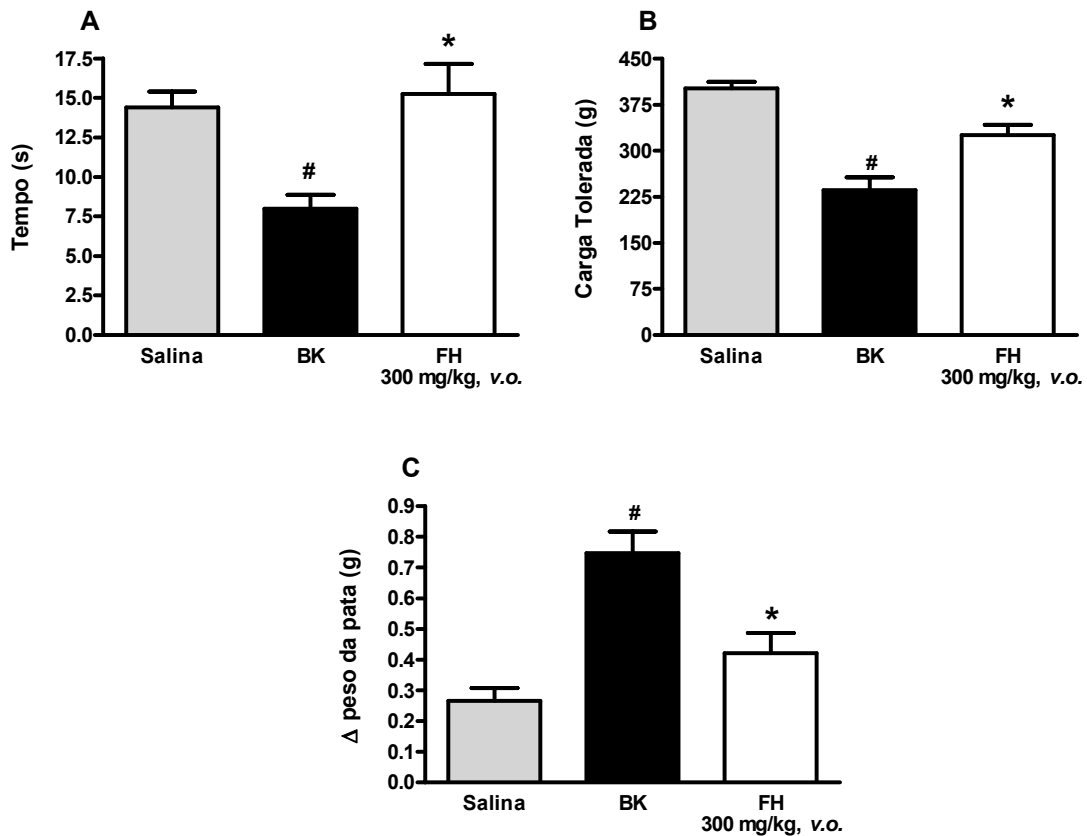 A
Tempo (s)
17.5
15.0
12.5
10.0
7.5
5.0
2.5
0.0
#
*
Salina BK FH
300 mg/kg, v.o.
B
Carga Tolerada (g)
450
375
300
225
150
75
0
#
*
Salina BK FH
300 mg/kg, v.o.
C
Δ peso da pata (g)
0.9
0.8
0.7
0.6
0.5
0.4
0.3
0.2
0.1
0.0
#
*
Salina BK FH
300 mg/kg, v.o.